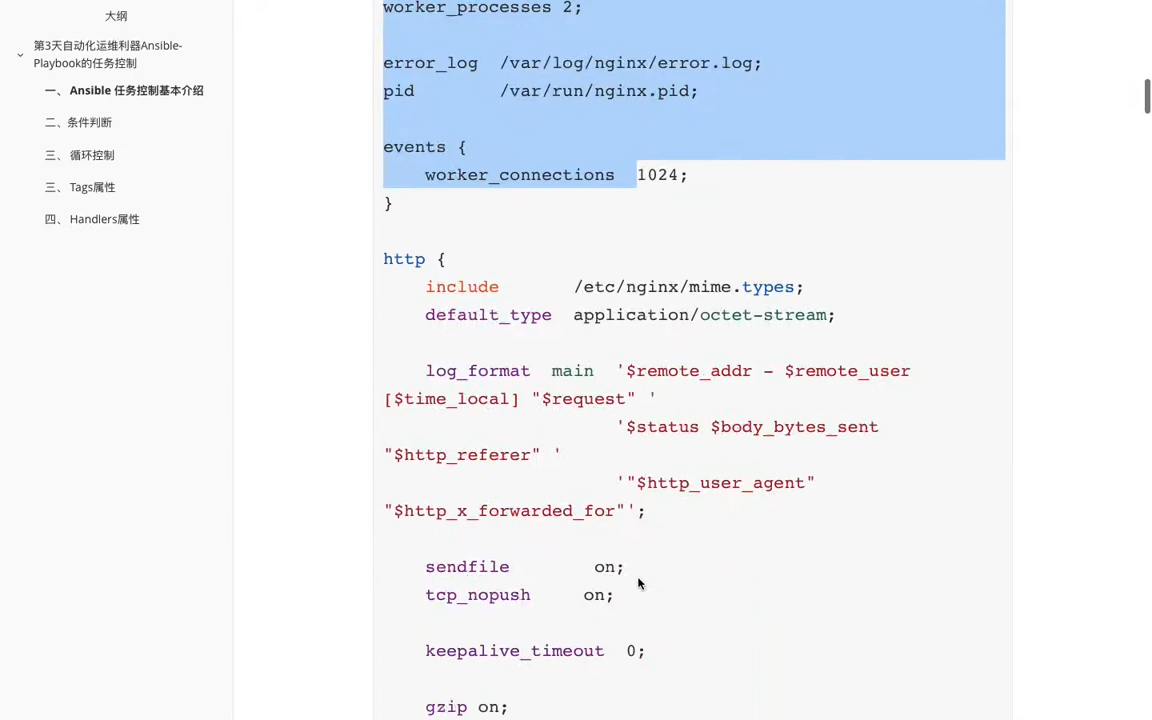 大纲
第3天自动化运维利器Ansible-
Playbook的任务控制
一、 Ansible 任务控制基本介绍
二、条件判断
三、 循环控制
三、 Tags属性
四、 Handlers属性
worker_processes 2;
error_log  /var/log/nginx/error.log;
pid        /var/run/nginx.pid;
events {
    worker_connections  1024;
}
http {
    include       /etc/nginx/mime.types;
    default_type  application/octet-stream;
    log_format  main  '$remote_addr - $remote_user
[$time_local] "$request" '
                      '$status $body_bytes_sent
"$http_referer" '
                      '"$http_user_agent"
"$http_x_forwarded_for"';
    sendfile        on;
    tcp_nopush     on;
    keepalive_timeout  0;
    gzip on;